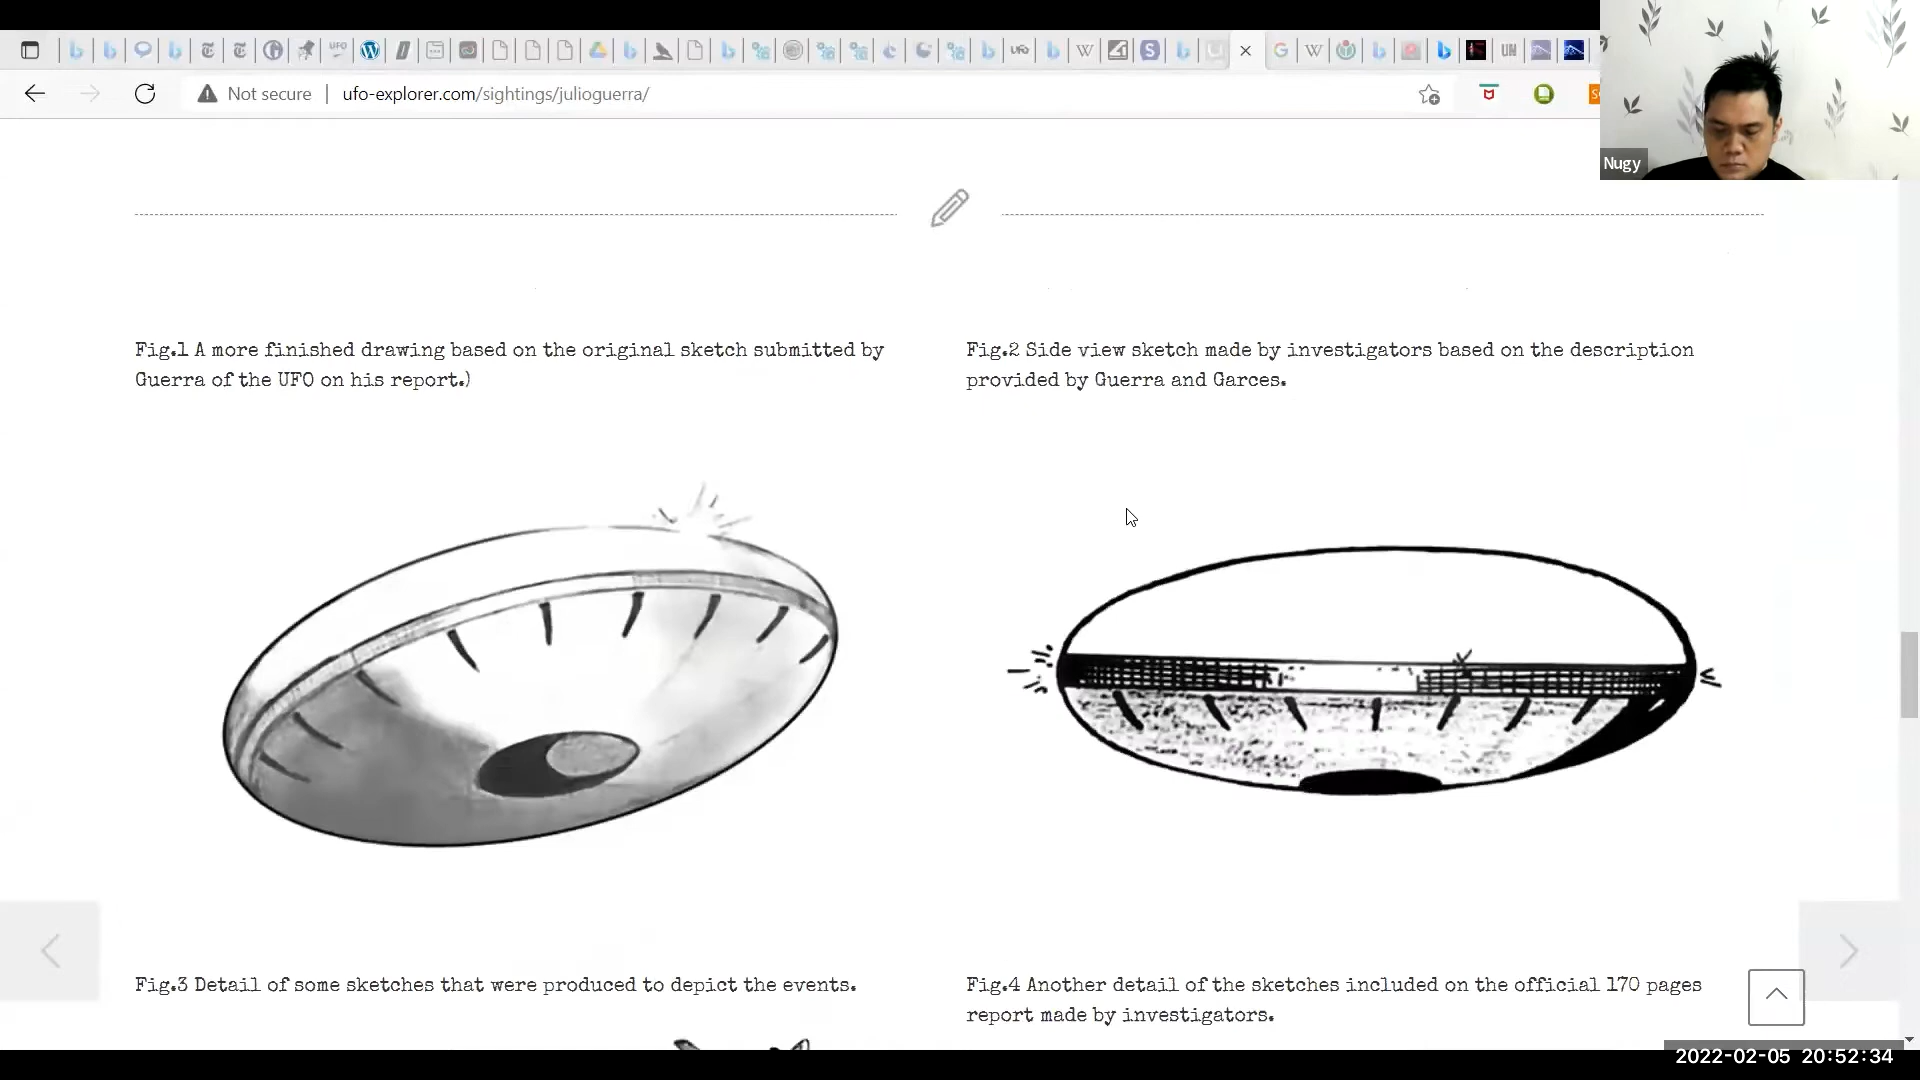 UFO
UFO
W
S
G
W
UN
Not secure
ufo-explorer.com/sightings/julioguerra/
Nugy
Fig.1 A more finished drawing based on the original sketch submitted by
Guerra of the UFO on his report.)
Fig.2 Side view sketch made by investigators based on the description
provided by Guerra and Garces.
Fig.3 Detail of some sketches that were produced to depict the events.
Fig.4 Another detail of the sketches included on the official 170 pages
report made by investigators.
2022-02-05 20:52:34